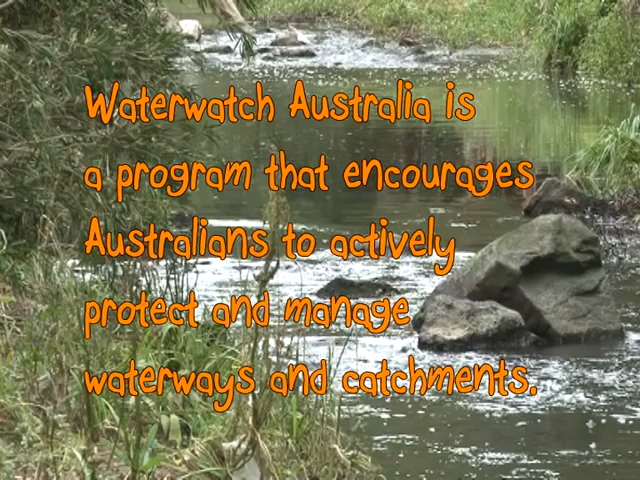 Waterwatch Australia is
a program that encourages
Australians to actively
protect and manage
waterways and catchments.